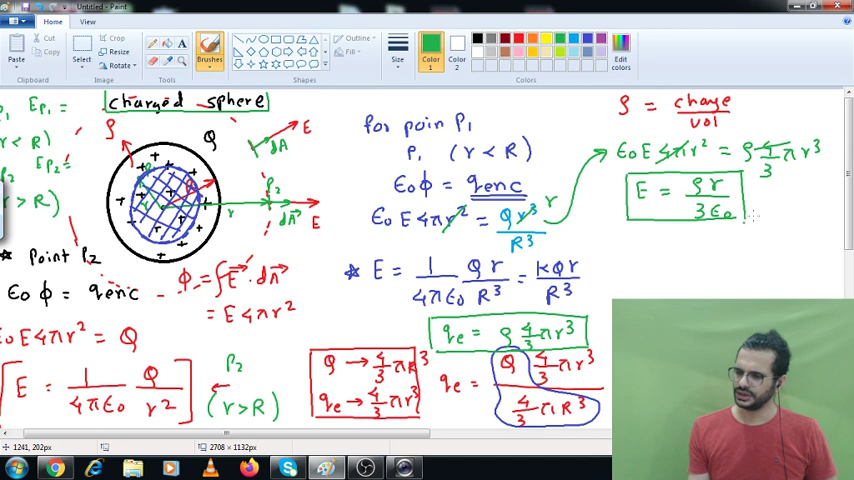 Untitled - Paint
Home
View
Paste
Cut
Copy
Select
Crop
Resize
Rotate
Brushes
Outline
Fill
Size
Color 1
Color 2
Edit colors
Clipboard
Image
Tools
Shapes
Colors
charged sphere
P1 EP1 =
r < R)
EP2 =
P2
r > R)
ρ
Q
+ + + + + + + +
R
r
P2
dA
E
dA
E
* Point P2
ε0 Φ = qenc
ε0 E 4πr² = Q
E = 1/4πε0 Q/r²
P2
(r > R)
Φ = ∫E · dA
= E 4πr²
Q → 4/3 πR³
qe → 4/3 πr³
for poin P1
P1 (r < R)
ε0 Φ = qenc
ε0 E 4πr² = Qr³/R³
r
* E = 1/4πε0 Qr/R³ = kQr/R³
qe = ρ 4/3 πr³
qe = Q 4/3 πr³ / 4/3 πR³
ρ = charge/vol
ε0 E 4πr² = ρ 4/3 πr³
E = ρr/3ε0
1241, 202px
2708 × 1132px